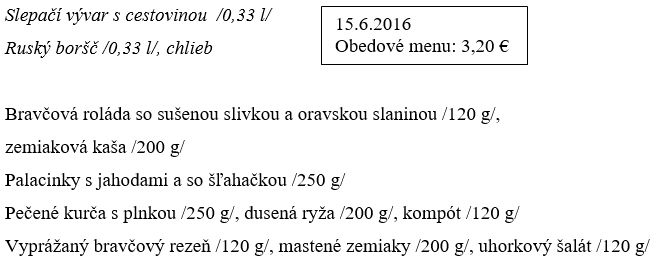 Slepačí vývar s cestovinou /0,33 l/
Ruský boršč /0,33 l/, chlieb
15.6.2016
Obedové menu: 3,20 €
Bravčová roláda so sušenou slivkou a oravskou slaninou /120 g/,
zemiaková kaša /200 g/
Palacinky s jahodami a so šľahačkou /250 g/
Pečené kurča s plnkou /250 g/, dusená ryža /200 g/, kompót /120 g/
Vyprážaný bravčový rezeň /120 g/, mastené zemiaky /200 g/, uhorkový šalát /120 g/